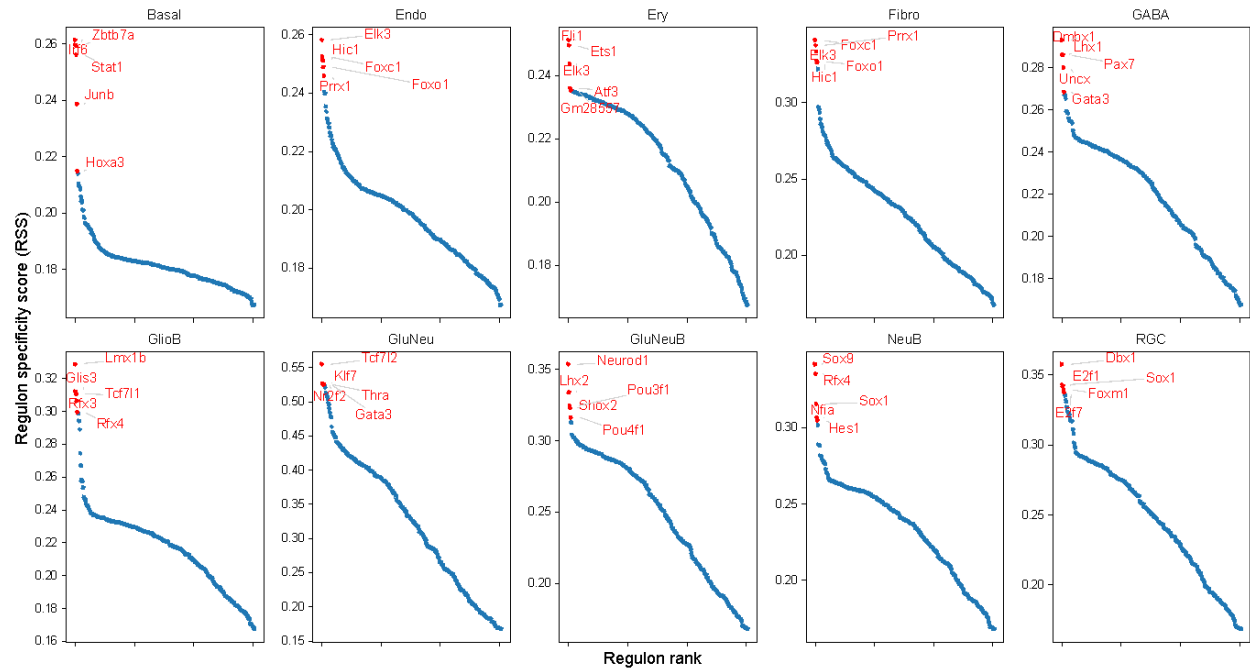 Basal
Endo
Ery
Fibro
GABA
0.26
0.24
0.22
0.20
0.18
Zbtb7a
Irf6
Stat1
Junb
Hoxa3
0.26
0.24
0.22
0.20
0.18
Elk3
Hic1
Foxc1
Foxo1
Prrx1
0.24
0.22
0.20
0.18
Fli1
Ets1
Elk3
Atf3
Gm28557
0.30
0.25
0.20
Foxc1
Prrx1
Elk3
Foxo1
Hic1
0.28
0.26
0.24
0.22
0.20
0.18
Dmbx1
Lhx1
Pax7
Uncx
Gata3
Regulon specificity score (RSS)
GlioB
GluNeu
GluNeuB
NeuB
RGC
0.32
0.30
0.28
0.26
0.24
0.22
0.20
0.18
0.16
Lmx1b
Glis3
Tcf7l1
Rfx3
Rfx4
0.55
0.50
0.45
0.40
0.35
0.30
0.25
0.20
0.15
Tcf7l2
Klf7
Thra
Nr2f2
Gata3
0.35
0.30
0.25
0.20
Neurod1
Lhx2
Pou3f1
Shox2
Pou4f1
0.30
0.25
0.20
Sox9
Rfx4
Sox1
Nfia
Hes1
0.35
0.30
0.25
0.20
Dbx1
E2f1
Sox1
Foxm1
E2f7
Regulon rank